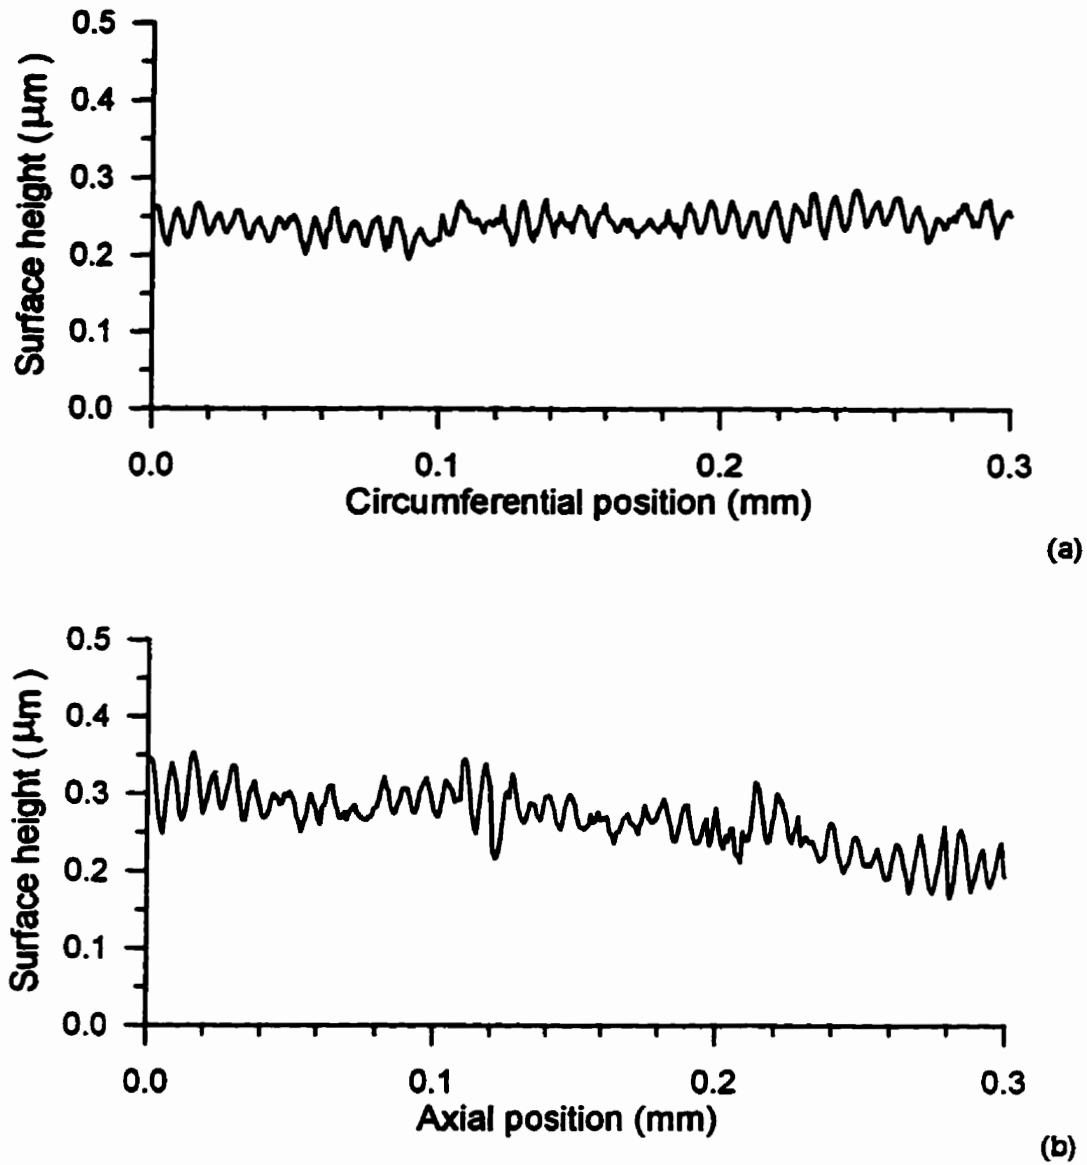 0.5
0.4
0.3
0.2
0.1
0.0
Surface height (μm)
0.0 0.1 0.2 0.3
Circumferential position (mm)
(a)
0.5
0.4
0.3
0.2
0.1
0.0
Surface height (μm)
0.0 0.1 0.2 0.3
Axial position (mm)
(b)